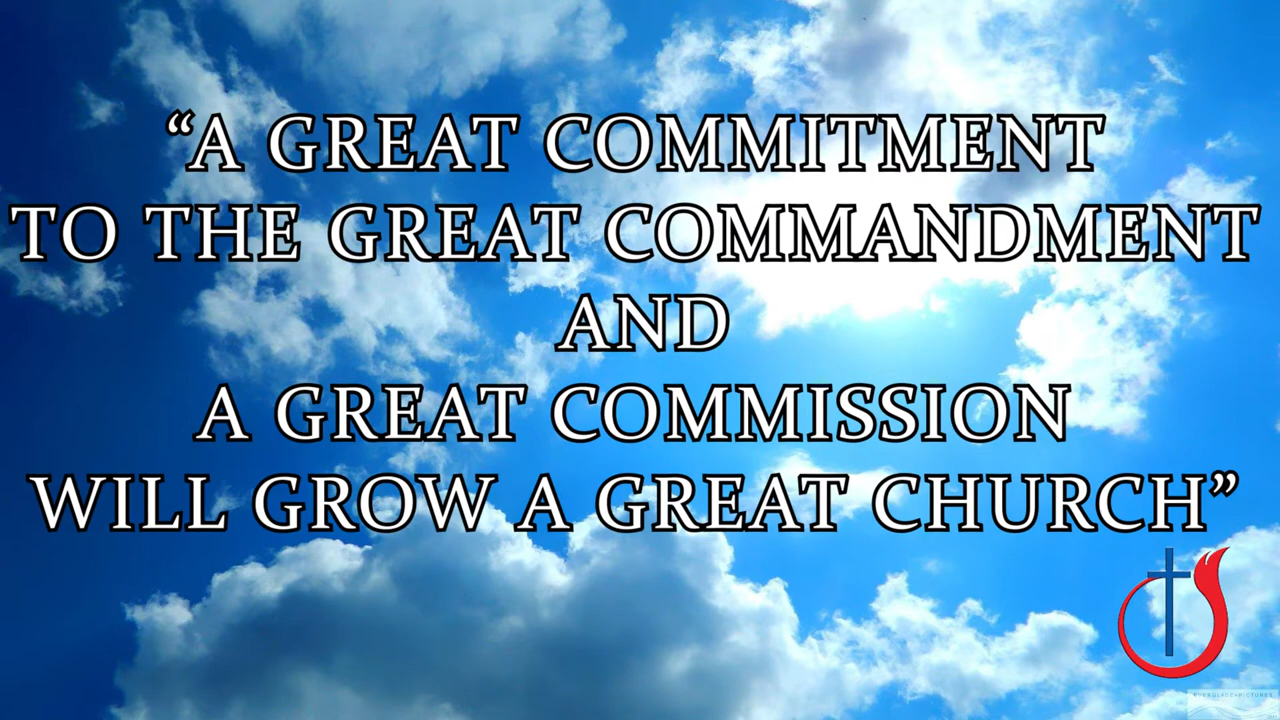 “A GREAT COMMITMENT
TO THE GREAT COMMANDMENT
AND
A GREAT COMMISSION
WILL GROW A GREAT CHURCH”